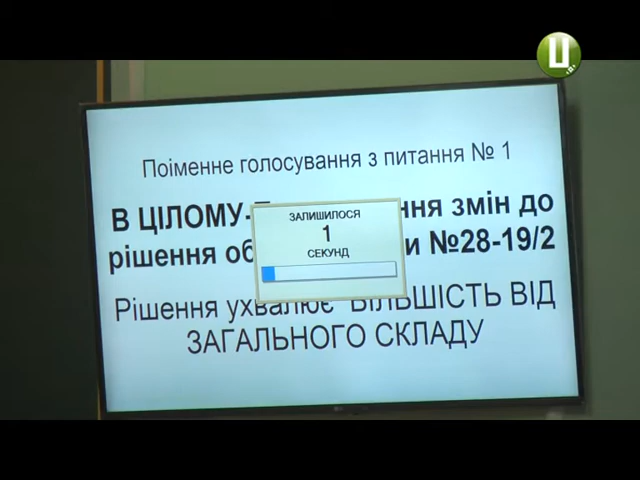 Ц
Поіменне голосування з питання № 1
В ЦІЛОМУ- ння змін до
рішення об и №28-19/2
Рішення ухвалює БІЛЬШІСТЬ ВІД
ЗАГАЛЬНОГО СКЛАДУ
ЗАЛИШИЛОСЯ
1
СЕКУНД